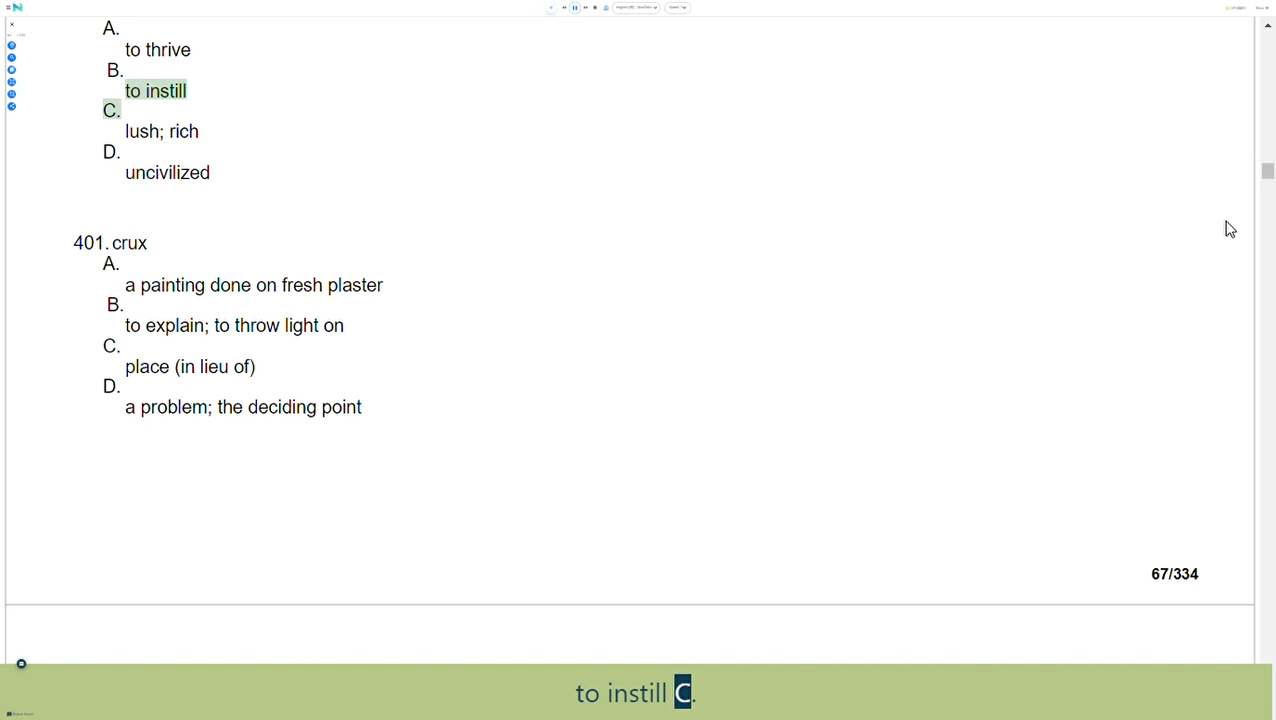 A.
to thrive
B.
to instill
C.
lush; rich
D.
uncivilized
401. crux
A.
a painting done on fresh plaster
B.
to explain; to throw light on
C.
place (in lieu of)
D.
a problem; the deciding point
67/334
to instill C.